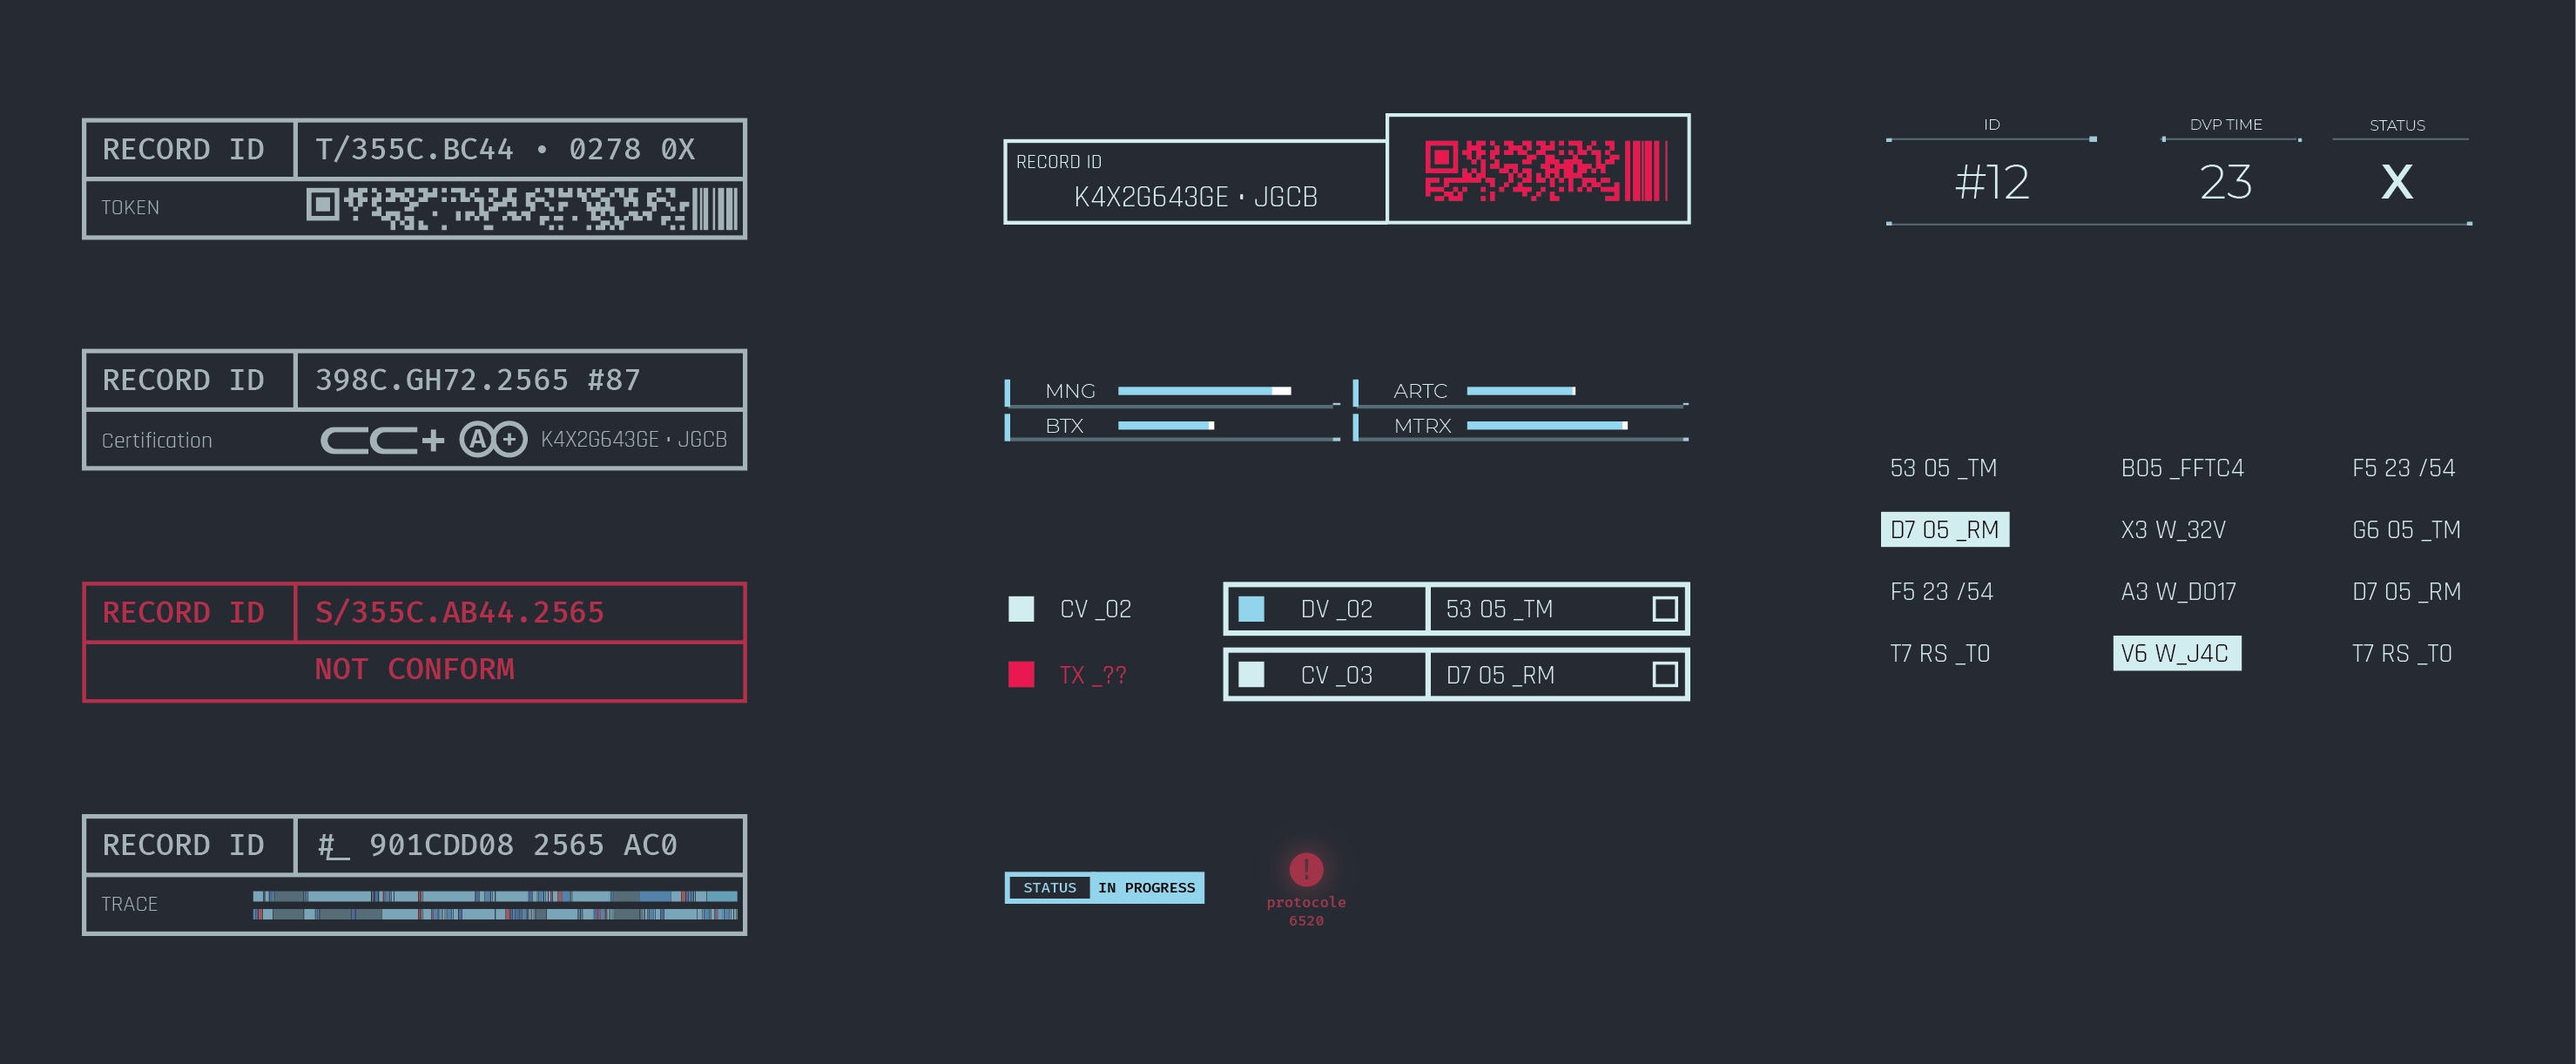 RECORD ID T/355C.BC44 • 0278 0X
TOKEN
RECORD ID 398C.GH72.2565 #87
Certification CC+ A+ K4X2G643GE · JGCB
RECORD ID S/355C.AB44.2565
NOT CONFORM
RECORD ID #_ 901CDD08 2565 AC0
TRACE
RECORD ID
K4X2G643GE · JGCB
MNG ARTC
BTX MTRX
CV _02 DV _02 53 05 _TM
TX _?? CV _03 D7 05 _RM
STATUS IN PROGRESS
!
protocole
6520
ID DVP TIME STATUS
#12 23 X
53 05 _TM B05 _FFTC4 F5 23 /54
D7 05 _RM X3 W_32V G6 05 _TM
F5 23 /54 A3 W_D017 D7 05 _RM
T7 RS _T0 V6 W_J4C T7 RS _T0